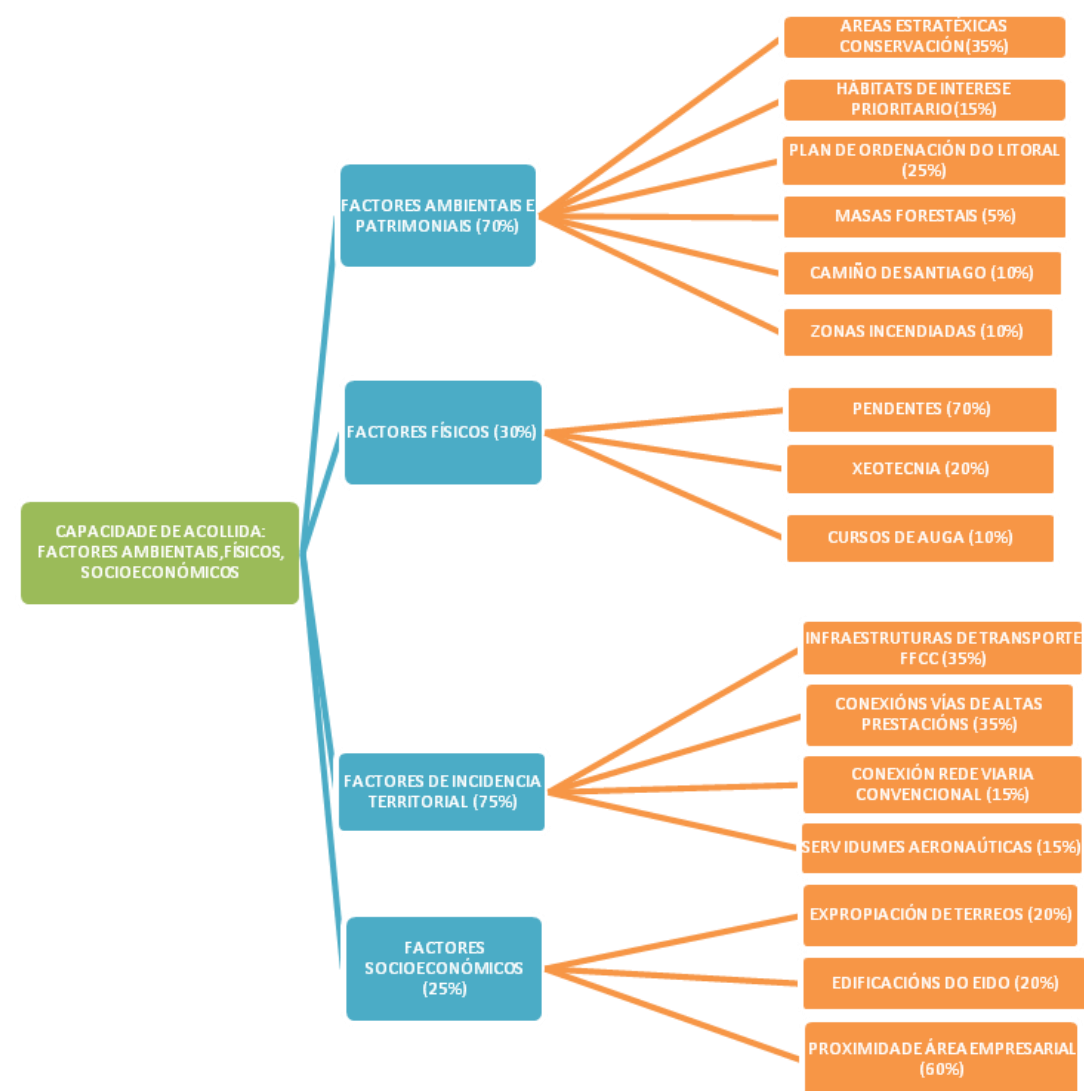 CAPACIDADE DE ACOLLIDA:
FACTORES AMBIENTAIS,FÍSICOS,
SOCIOECONÓMICOS
FACTORES AMBIENTAIS E
PATRIMONIAIS (70%)
AREAS ESTRATÉXICAS
CONSERVACIÓN(35%)
HÁBITATS DE INTERESE
PRIORITARIO(15%)
PLAN DE ORDENACIÓN DO LITORAL
(25%)
MASAS FORESTAIS (5%)
CAMIÑO DE SANTIAGO (10%)
ZONAS INCENDIADAS (10%)
FACTORES FÍSICOS (30%)
PENDENTES (70%)
XEOTECNIA (20%)
CURSOS DE AUGA (10%)
FACTORES DE INCIDENCIA
TERRITORIAL (75%)
INFRAESTRUTURAS DE TRANSPORTE
FFCC (35%)
CONEXIÓNS VÍAS DE ALTAS
PRESTACIÓNS (35%)
CONEXIÓN REDE VIARIA
CONVENCIONAL (15%)
SERVIDUMES AERONAÚTICAS (15%)
FACTORES
SOCIOECONÓMICOS
(25%)
EXPROPIACIÓN DE TERREOS (20%)
EDIFICACIÓNS DO EIDO (20%)
PROXIMIDADE ÁREA EMPRESARIAL
(60%)